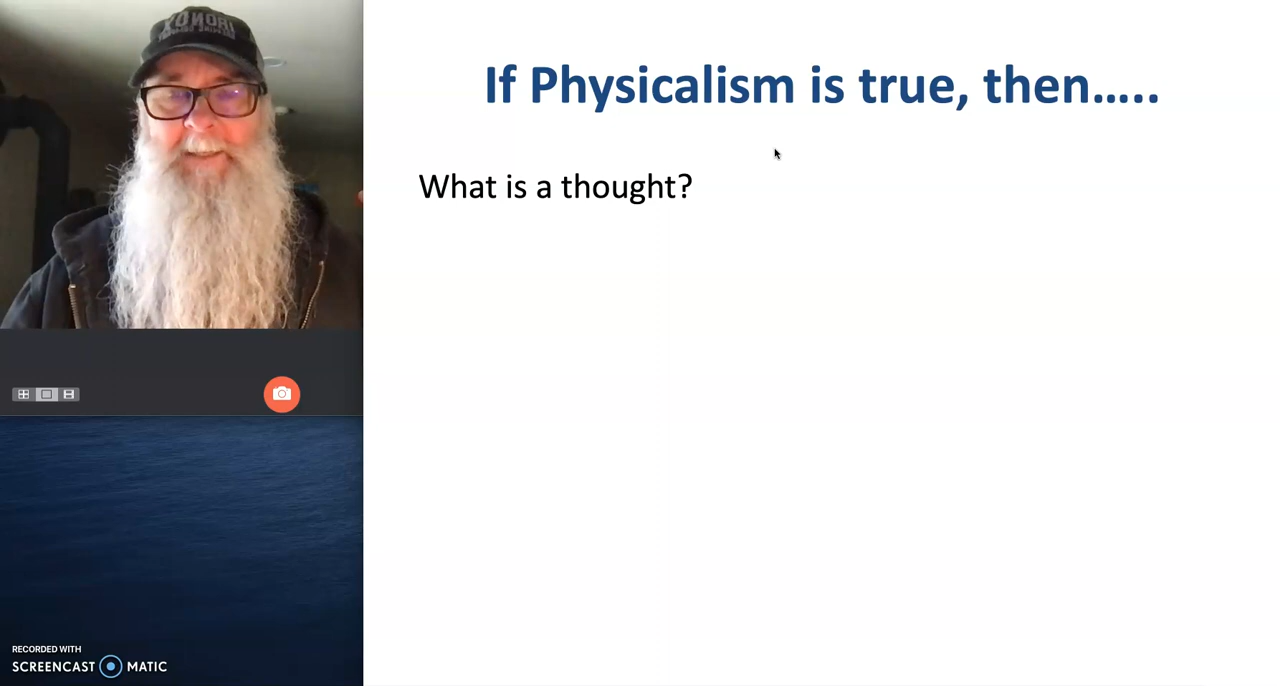 If Physicalism is true, then…..
What is a thought?
RECORDED WITH
SCREENCAST MATIC